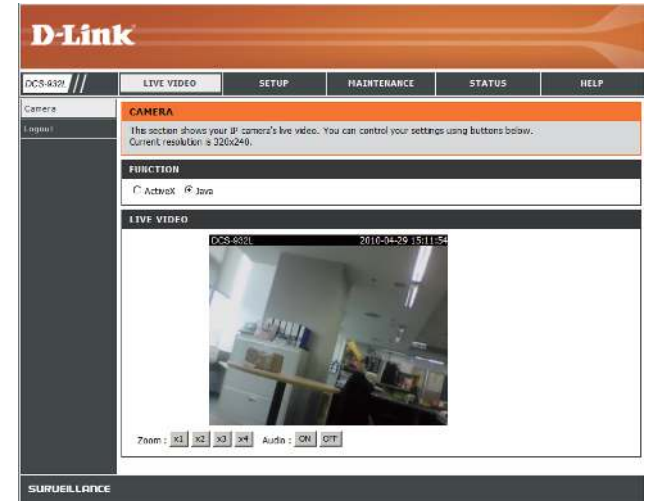 D-Link
DCS-932L
LIVE VIDEO
SETUP
MAINTENANCE
STATUS
HELP
Camera
Logout
CAMERA
This section shows your IP camera's live video. You can control your settings using buttons below.
Current resolution is 320x240.
FUNCTION
ActiveX Java
LIVE VIDEO
DCS-932L 2010-04-29 15:11:54
Zoom : x1 x2 x3 x4 Audio : ON OFF
SURVEILLANCE